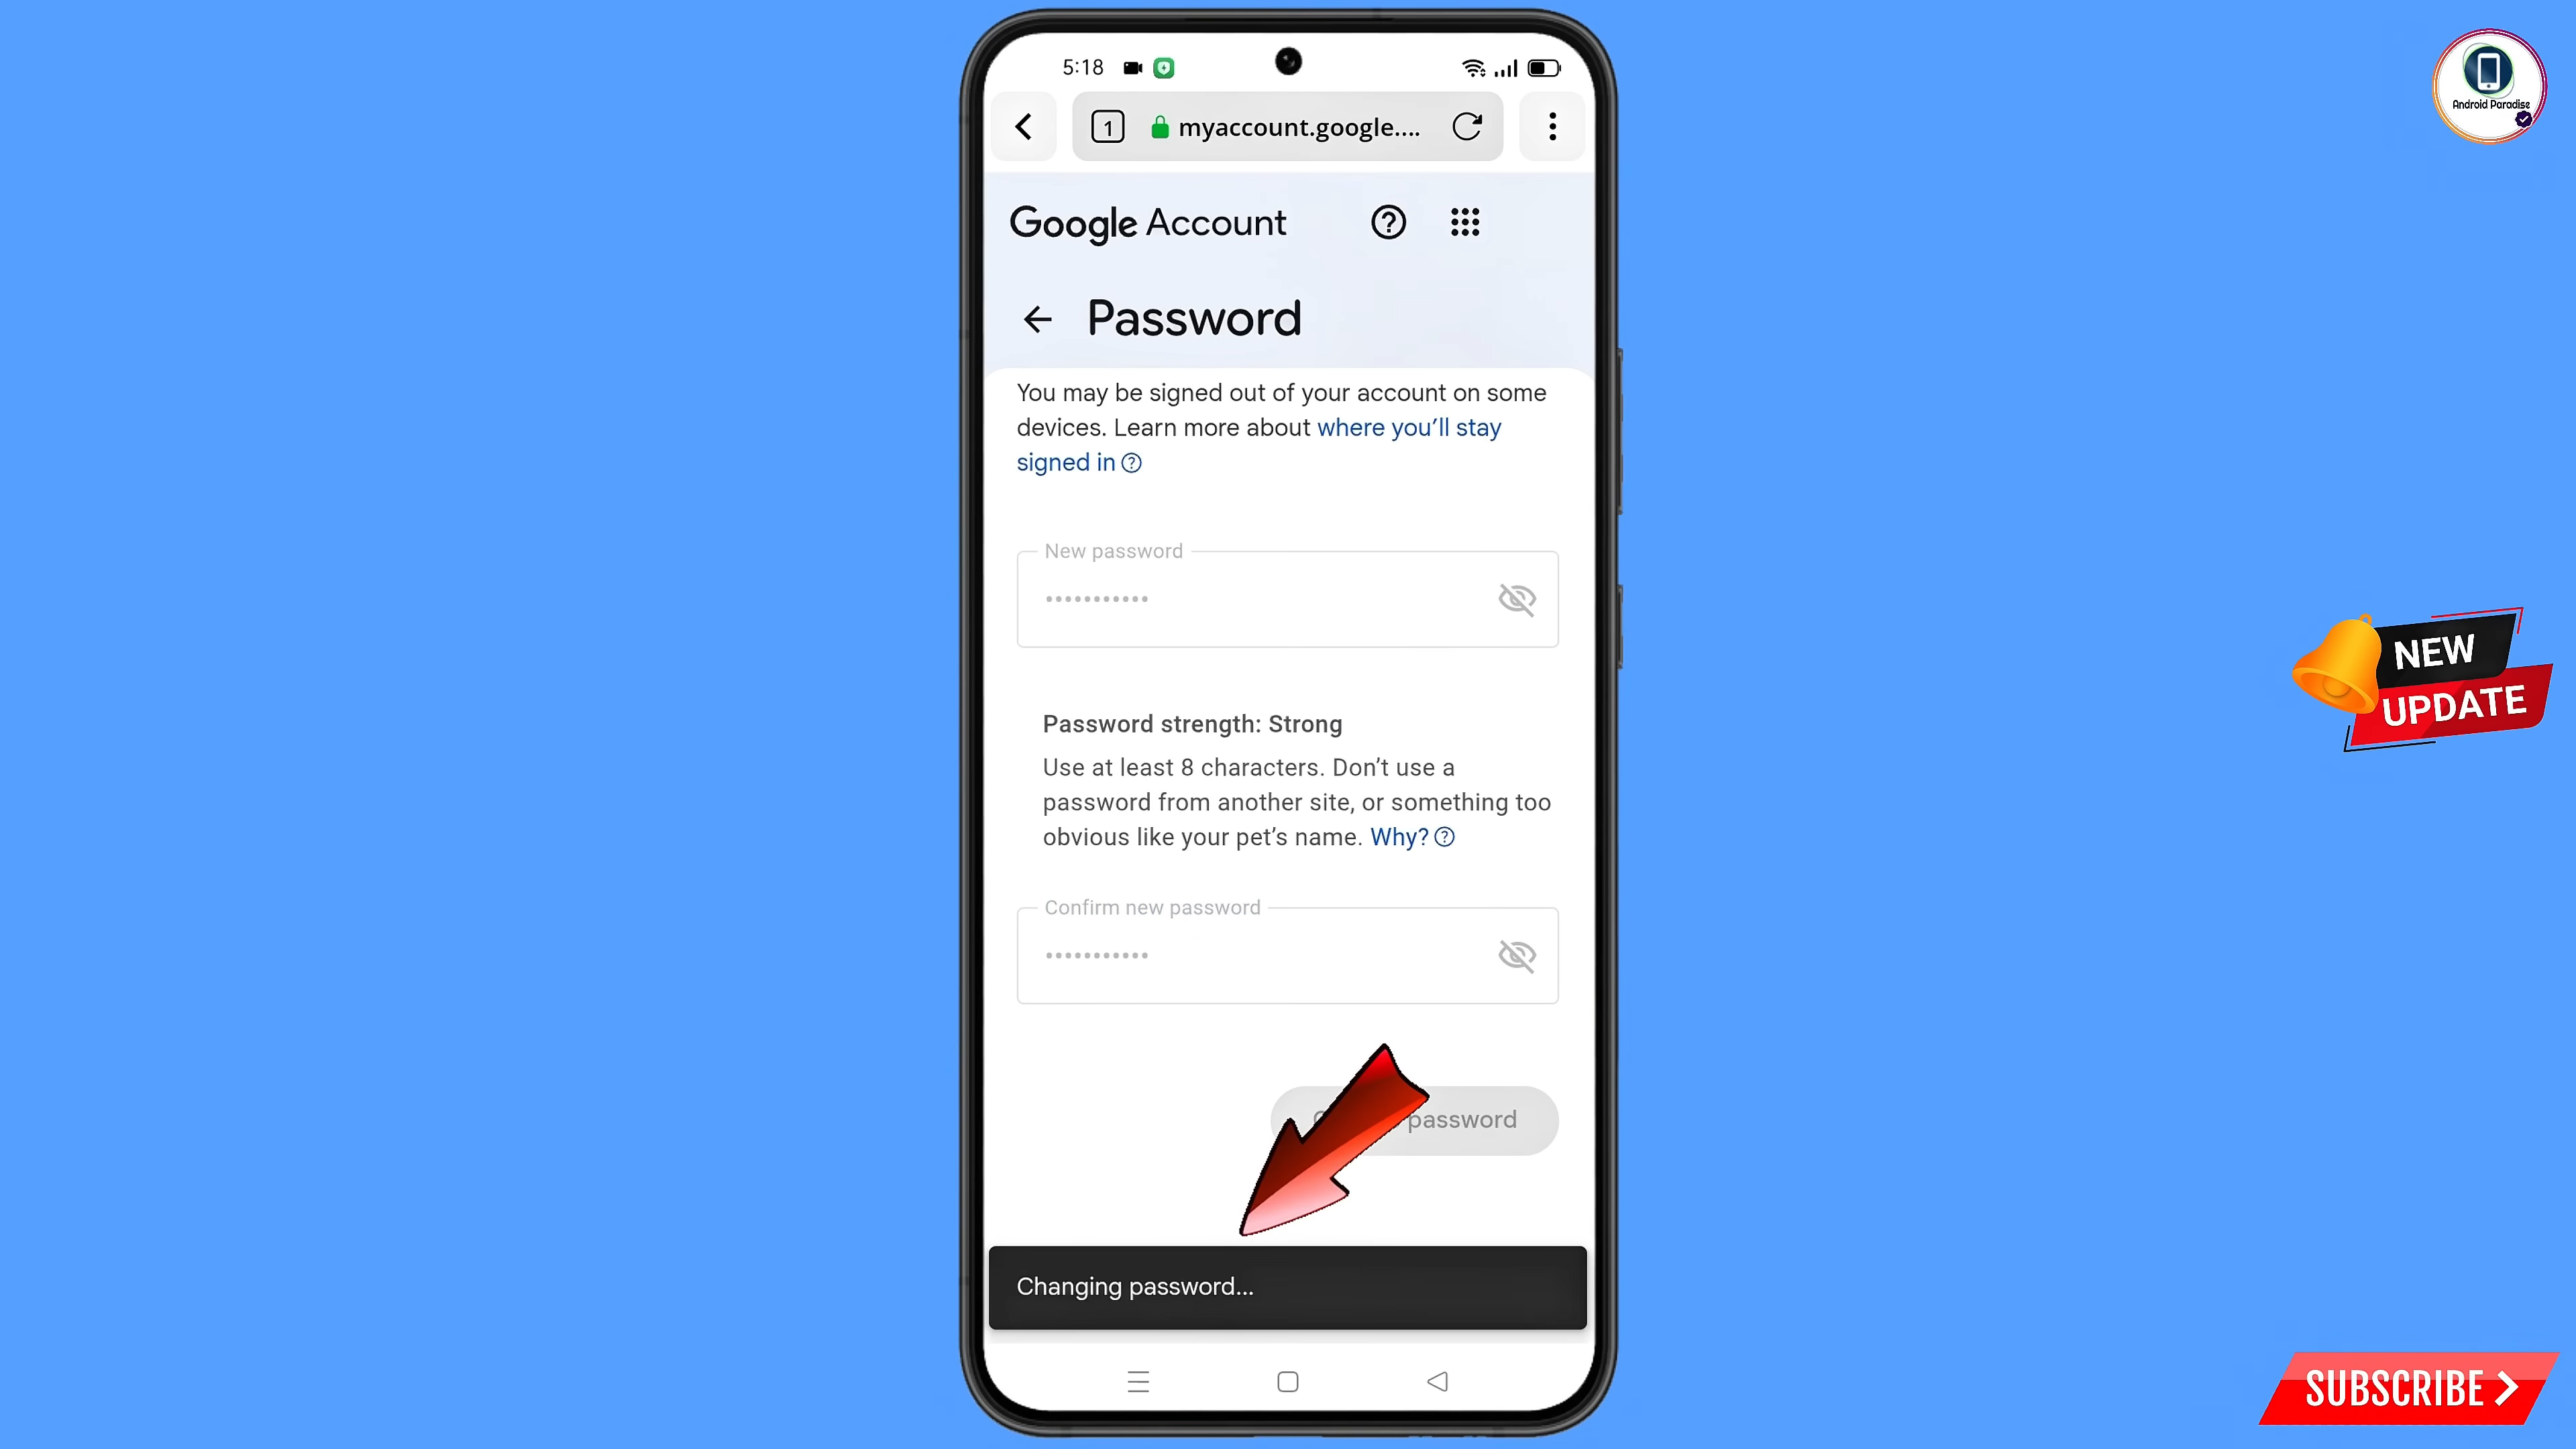 5:18
1
myaccount.google....
Google Account
Password
You may be signed out of your account on some
devices. Learn more about where you'll stay
signed in
New password
•••••••••••
Password strength: Strong
Use at least 8 characters. Don't use a
password from another site, or something too
obvious like your pet's name. Why?
Confirm new password
•••••••••••
password
Changing password...
Android Paradise
NEW
UPDATE
SUBSCRIBE